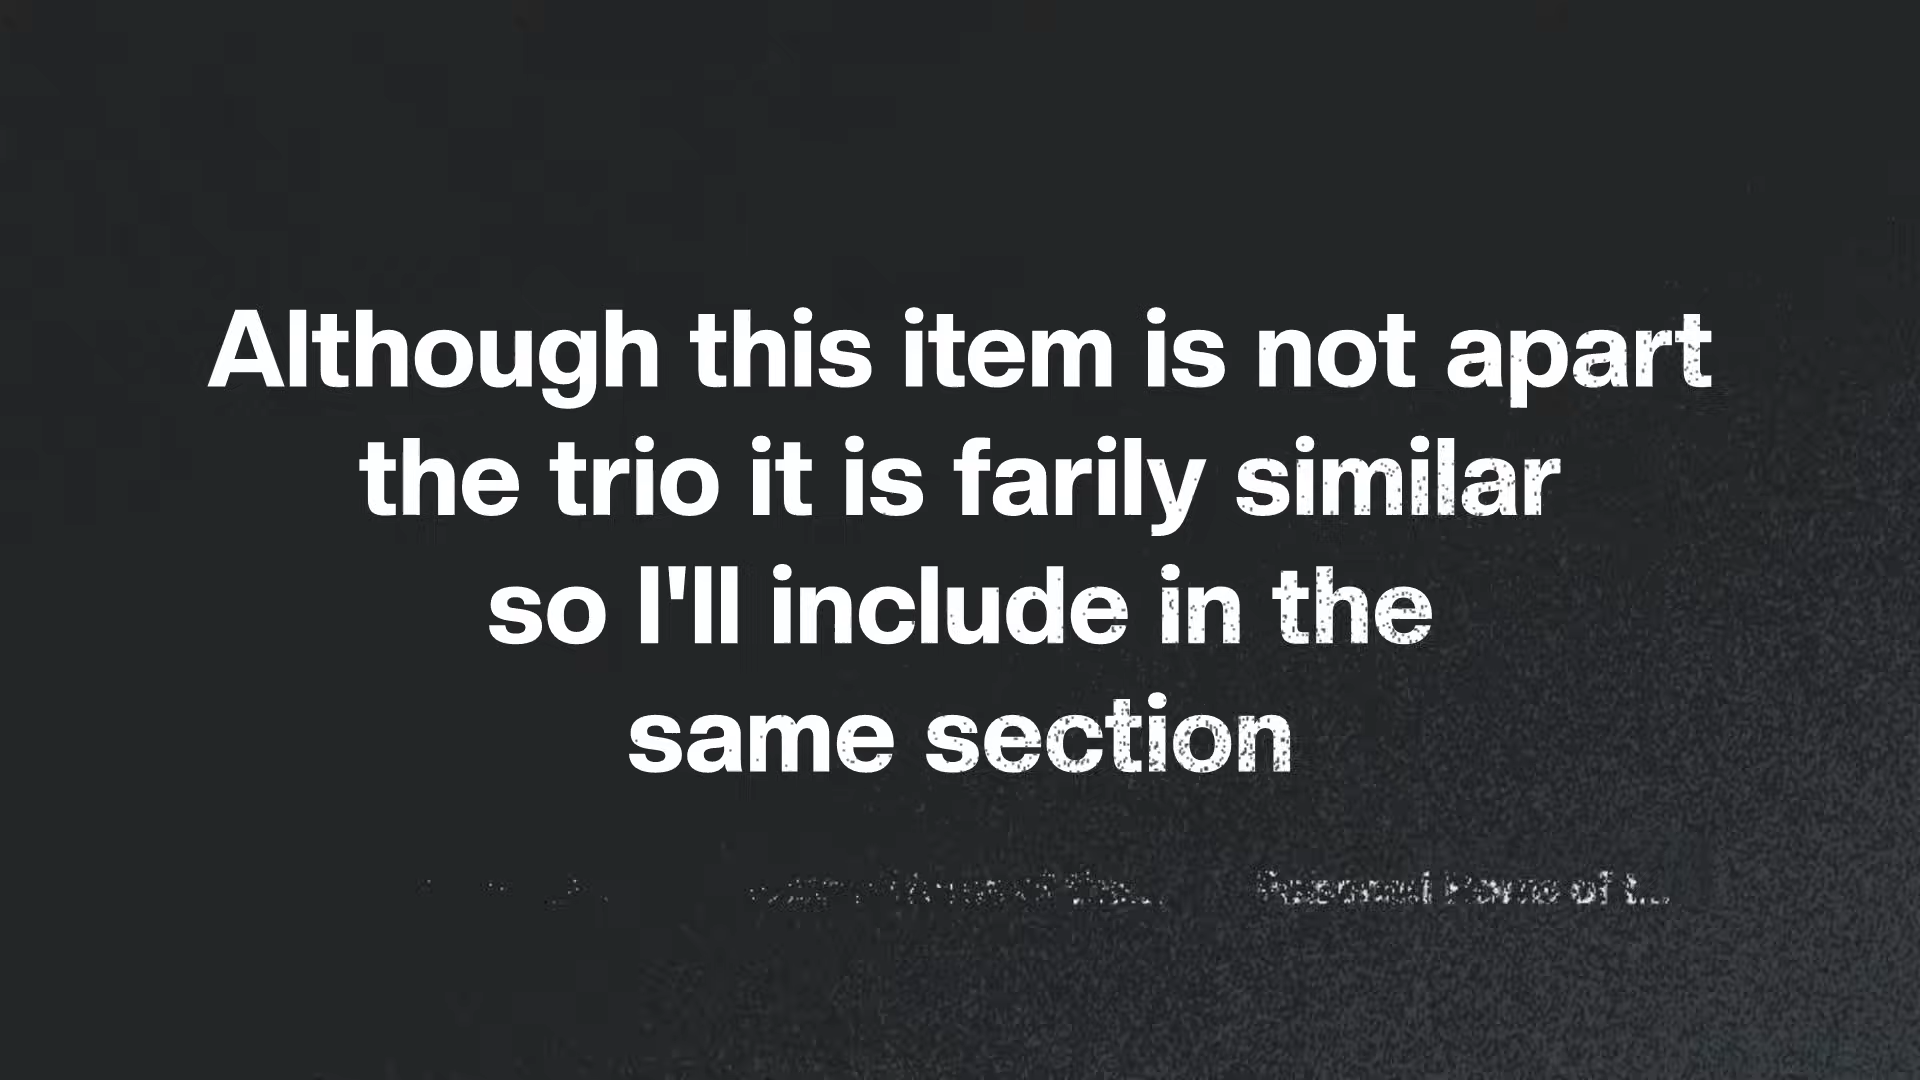 Although this item is not apart
the trio it is farily similar
so I'll include in the
same section
of t...